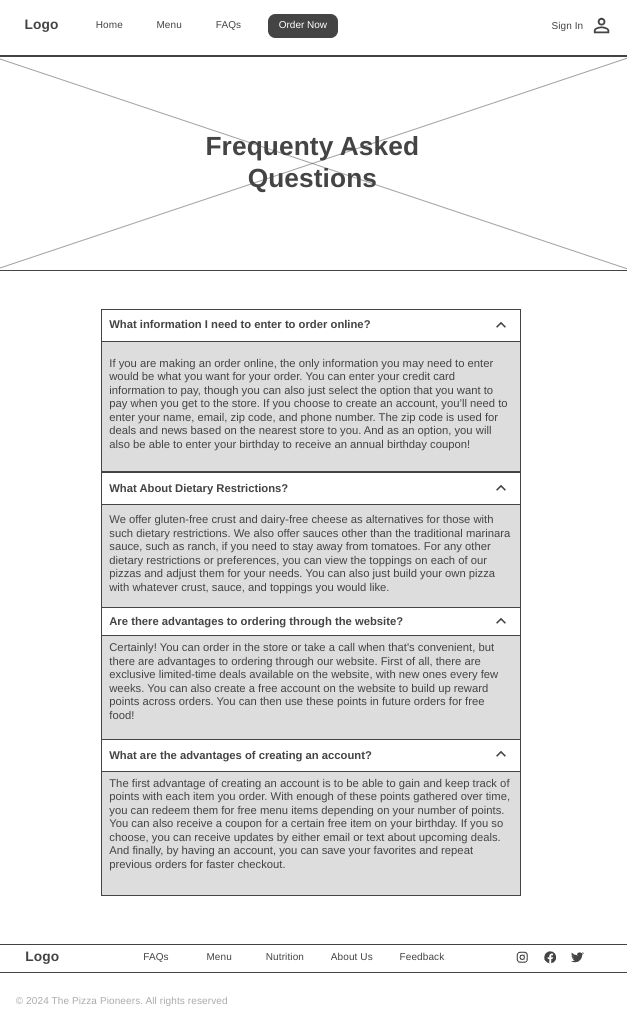 Logo
Home
Menu
FAQs
Order Now
Sign In
Frequenty Asked
Questions
What information I need to enter to order online?
If you are making an order online, the only information you may need to enter
would be what you want for your order. You can enter your credit card
information to pay, though you can also just select the option that you want to
pay when you get to the store. If you choose to create an account, you'll need to
enter your name, email, zip code, and phone number. The zip code is used for
deals and news based on the nearest store to you. And as an option, you will
also be able to enter your birthday to receive an annual birthday coupon!
What About Dietary Restrictions?
We offer gluten-free crust and dairy-free cheese as alternatives for those with
such dietary restrictions. We also offer sauces other than the traditional marinara
sauce, such as ranch, if you need to stay away from tomatoes. For any other
dietary restrictions or preferences, you can view the toppings on each of our
pizzas and adjust them for your needs. You can also just build your own pizza
with whatever crust, sauce, and toppings you would like.
Are there advantages to ordering through the website?
Certainly! You can order in the store or take a call when that's convenient, but
there are advantages to ordering through our website. First of all, there are
exclusive limited-time deals available on the website, with new ones every few
weeks. You can also create a free account on the website to build up reward
points across orders. You can then use these points in future orders for free
food!
What are the advantages of creating an account?
The first advantage of creating an account is to be able to gain and keep track of
points with each item you order. With enough of these points gathered over time,
you can redeem them for free menu items depending on your number of points.
You can also receive a coupon for a certain free item on your birthday. If you so
choose, you can receive updates by either email or text about upcoming deals.
And finally, by having an account, you can save your favorites and repeat
previous orders for faster checkout.
Logo
FAQs
Menu
Nutrition
About Us
Feedback
© 2024 The Pizza Pioneers. All rights reserved